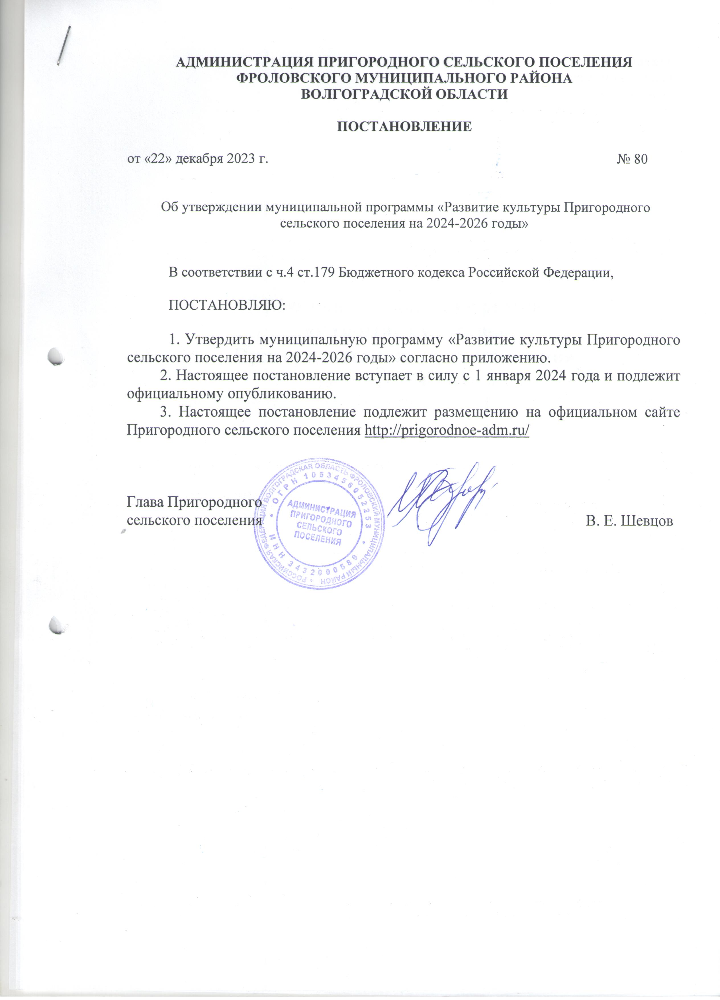 АДМИНИСТРАЦИЯ ПРИГОРОДНОГО СЕЛЬСКОГО ПОСЕЛЕНИЯ
ФРОЛОВСКОГО МУНИЦИПАЛЬНОГО РАЙОНА
ВОЛГОГРАДСКОЙ ОБЛАСТИ
ПОСТАНОВЛЕНИЕ
от «22» декабря 2023 г. № 80
Об утверждении муниципальной программы «Развитие культуры Пригородного
сельского поселения на 2024-2026 годы»
В соответствии с ч.4 ст.179 Бюджетного кодекса Российской Федерации,
ПОСТАНОВЛЯЮ:
1. Утвердить муниципальную программу «Развитие культуры Пригородного
сельского поселения на 2024-2026 годы» согласно приложению.
2. Настоящее постановление вступает в силу с 1 января 2024 года и подлежит
официальному опубликованию.
3. Настоящее постановление подлежит размещению на официальном сайте
Пригородного сельского поселения http://prigorodnoe-adm.ru/
Глава Пригородного
сельского поселения В. Е. Шевцов
РОССИЙСКАЯ ФЕДЕРАЦИЯ ВОЛГОГРАДСКАЯ ОБЛАСТЬ ФРОЛОВСКИЙ МУНИЦИПАЛЬНЫЙ РАЙОН
ОГРН 1053456052253
ИНН 3432000589
АДМИНИСТРАЦИЯ
ПРИГОРОДНОГО
СЕЛЬСКОГО
ПОСЕЛЕНИЯ